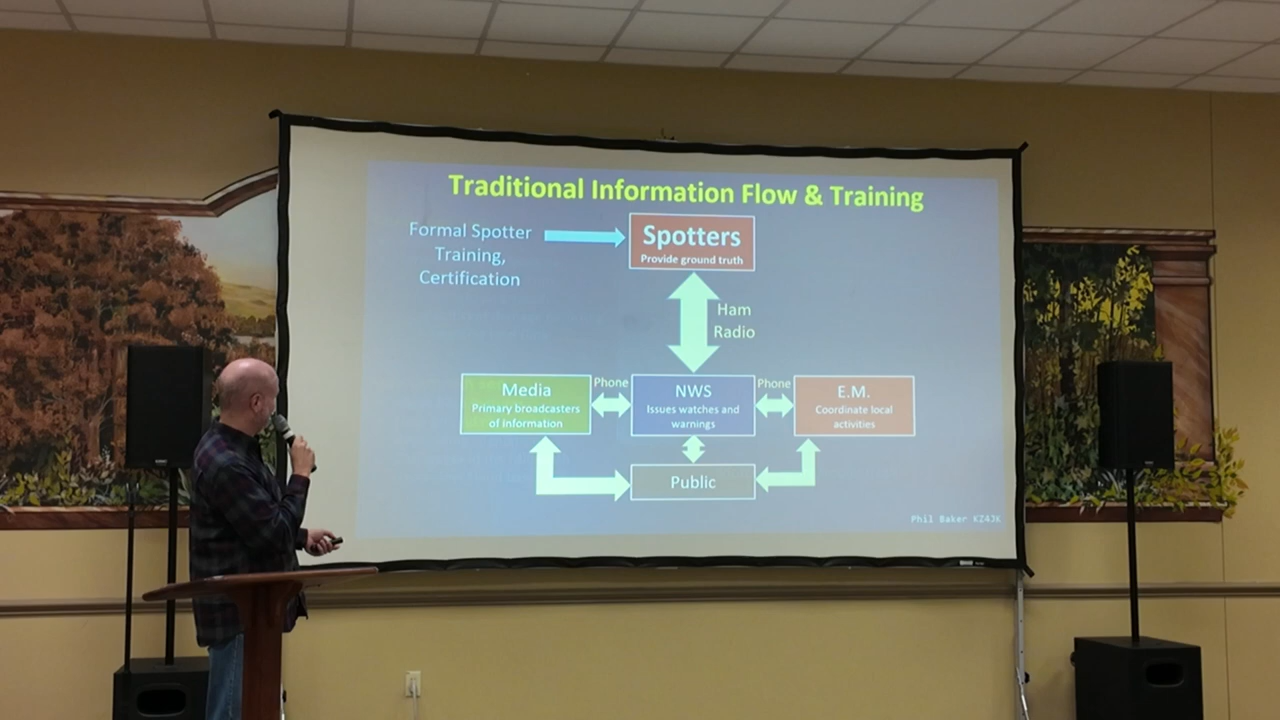 Traditional Information Flow & Training
Formal Spotter
Training,
Certification
Spotters
Provide ground truth
Ham
Radio
Media
Primary broadcasters
of information
Phone
NWS
Issues watches and
warnings
Phone
E.M.
Coordinate local
activities
Public
Phil Baker KZ4JK